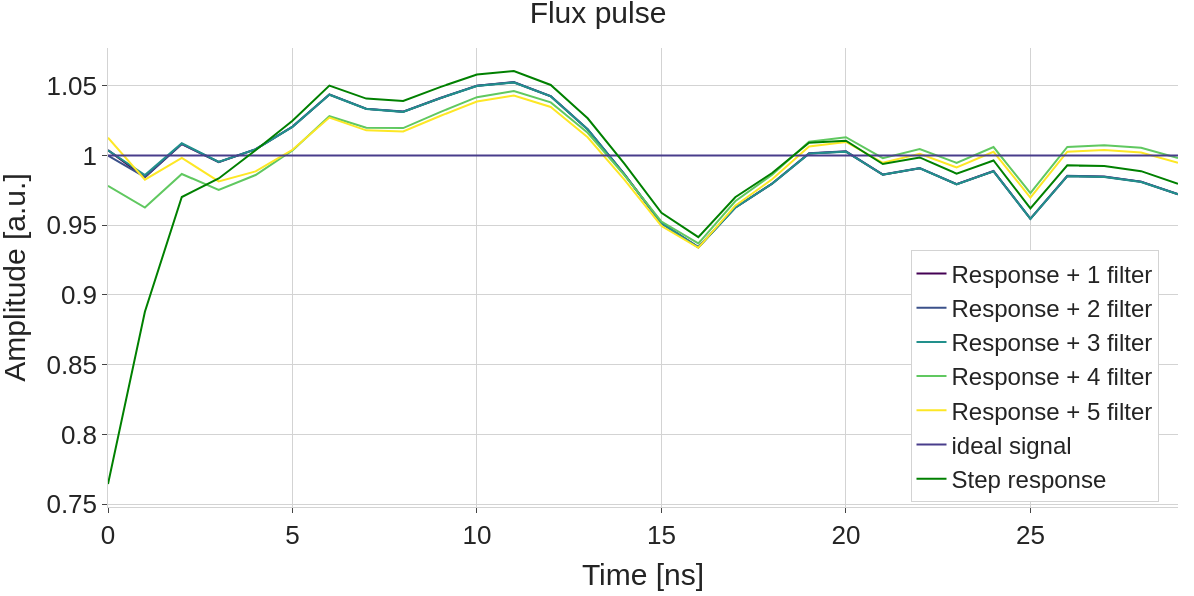 Flux pulse
Amplitude [a.u.]
1.05
1
0.95
0.9
0.85
0.8
0.75
0 5 10 15 20 25
Time [ns]
Response + 1 filter
Response + 2 filter
Response + 3 filter
Response + 4 filter
Response + 5 filter
ideal signal
Step response